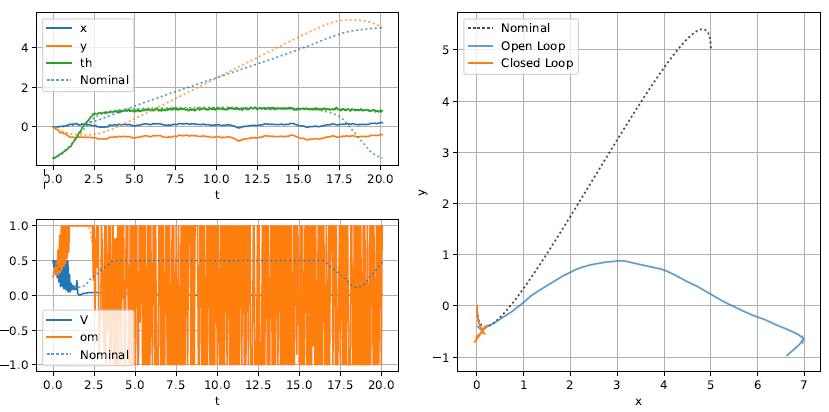 x
y
th
Nominal
4
2
0
0.0 2.5 5.0 7.5 10.0 12.5 15.0 17.5 20.0
t
1.0
0.5
0.0
−0.5
−1.0
V
om
Nominal
0.0 2.5 5.0 7.5 10.0 12.5 15.0 17.5 20.0
t
Nominal
Open Loop
Closed Loop
y
5
4
3
2
1
0
−1
0 1 2 3 4 5 6 7
x